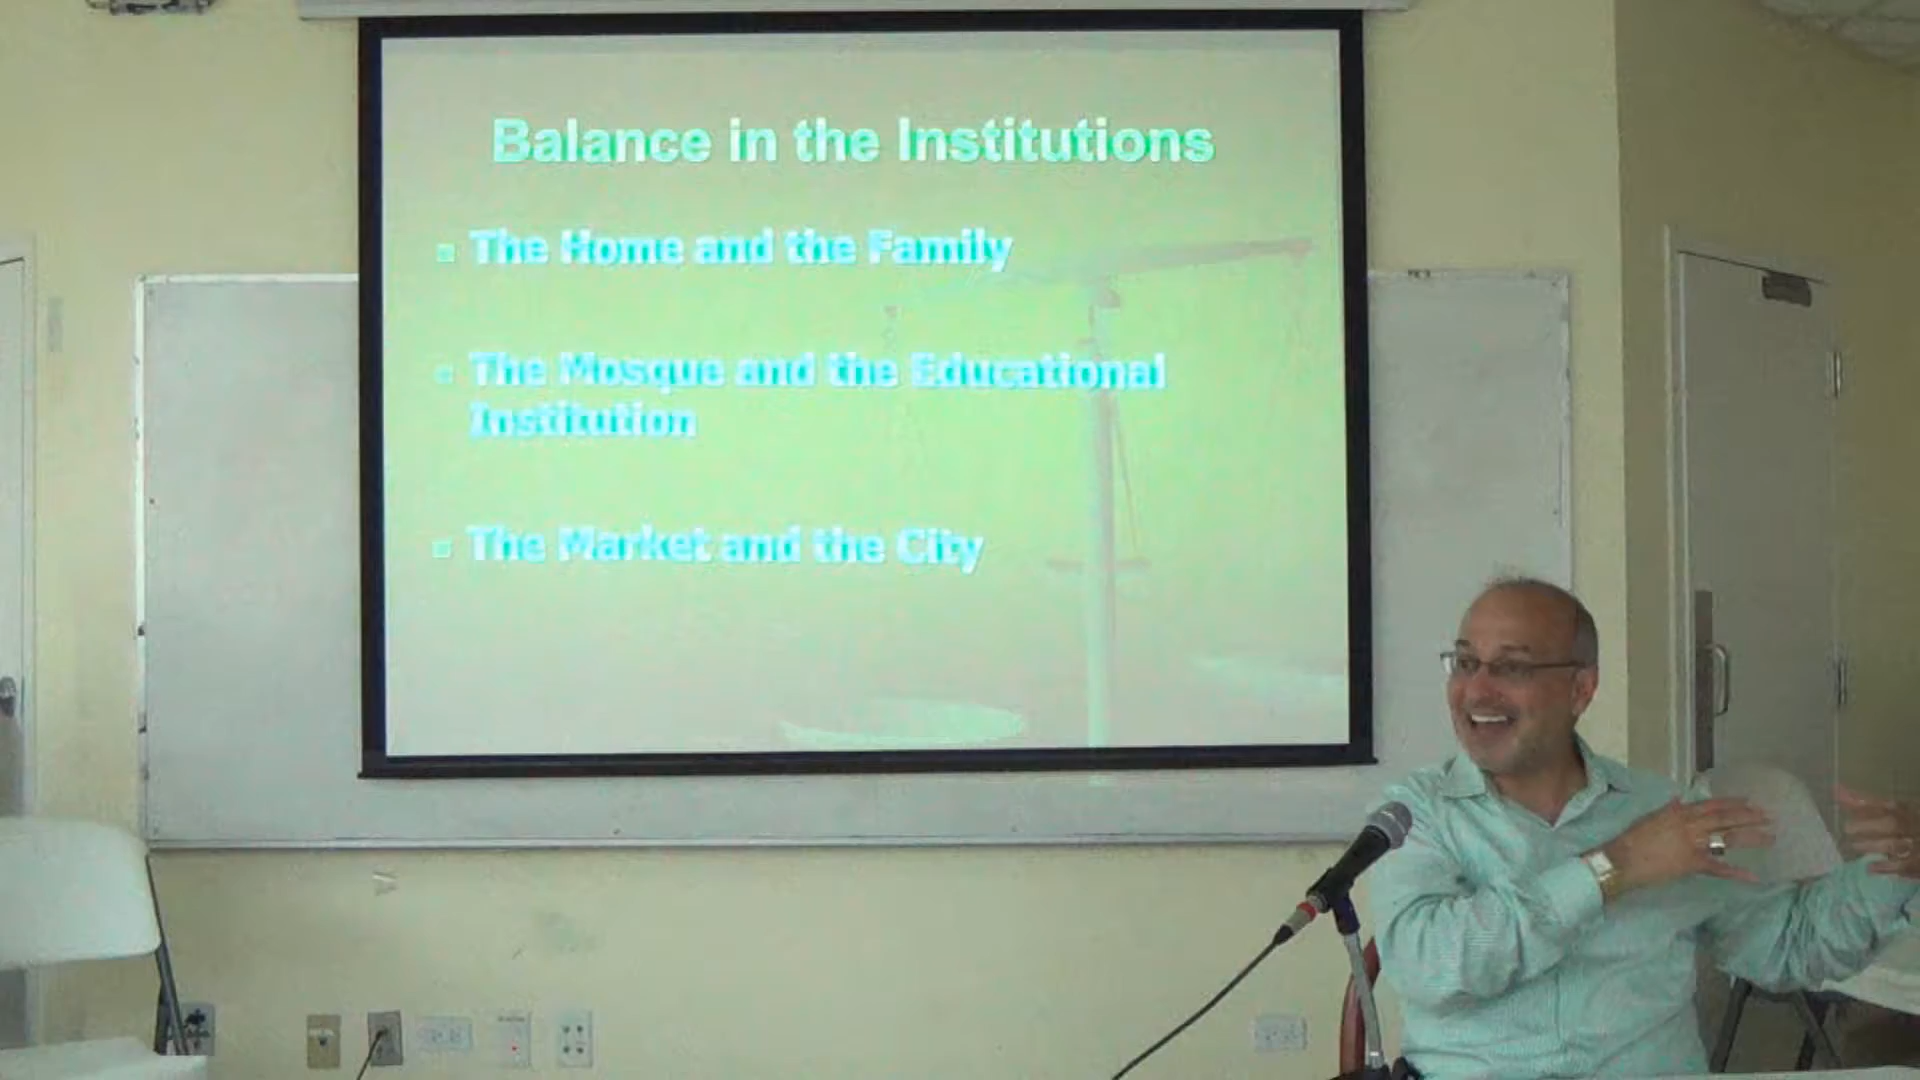 Balance in the Institutions
The Home and the Family
The Mosque and the Educational
Institution
The Market and the City